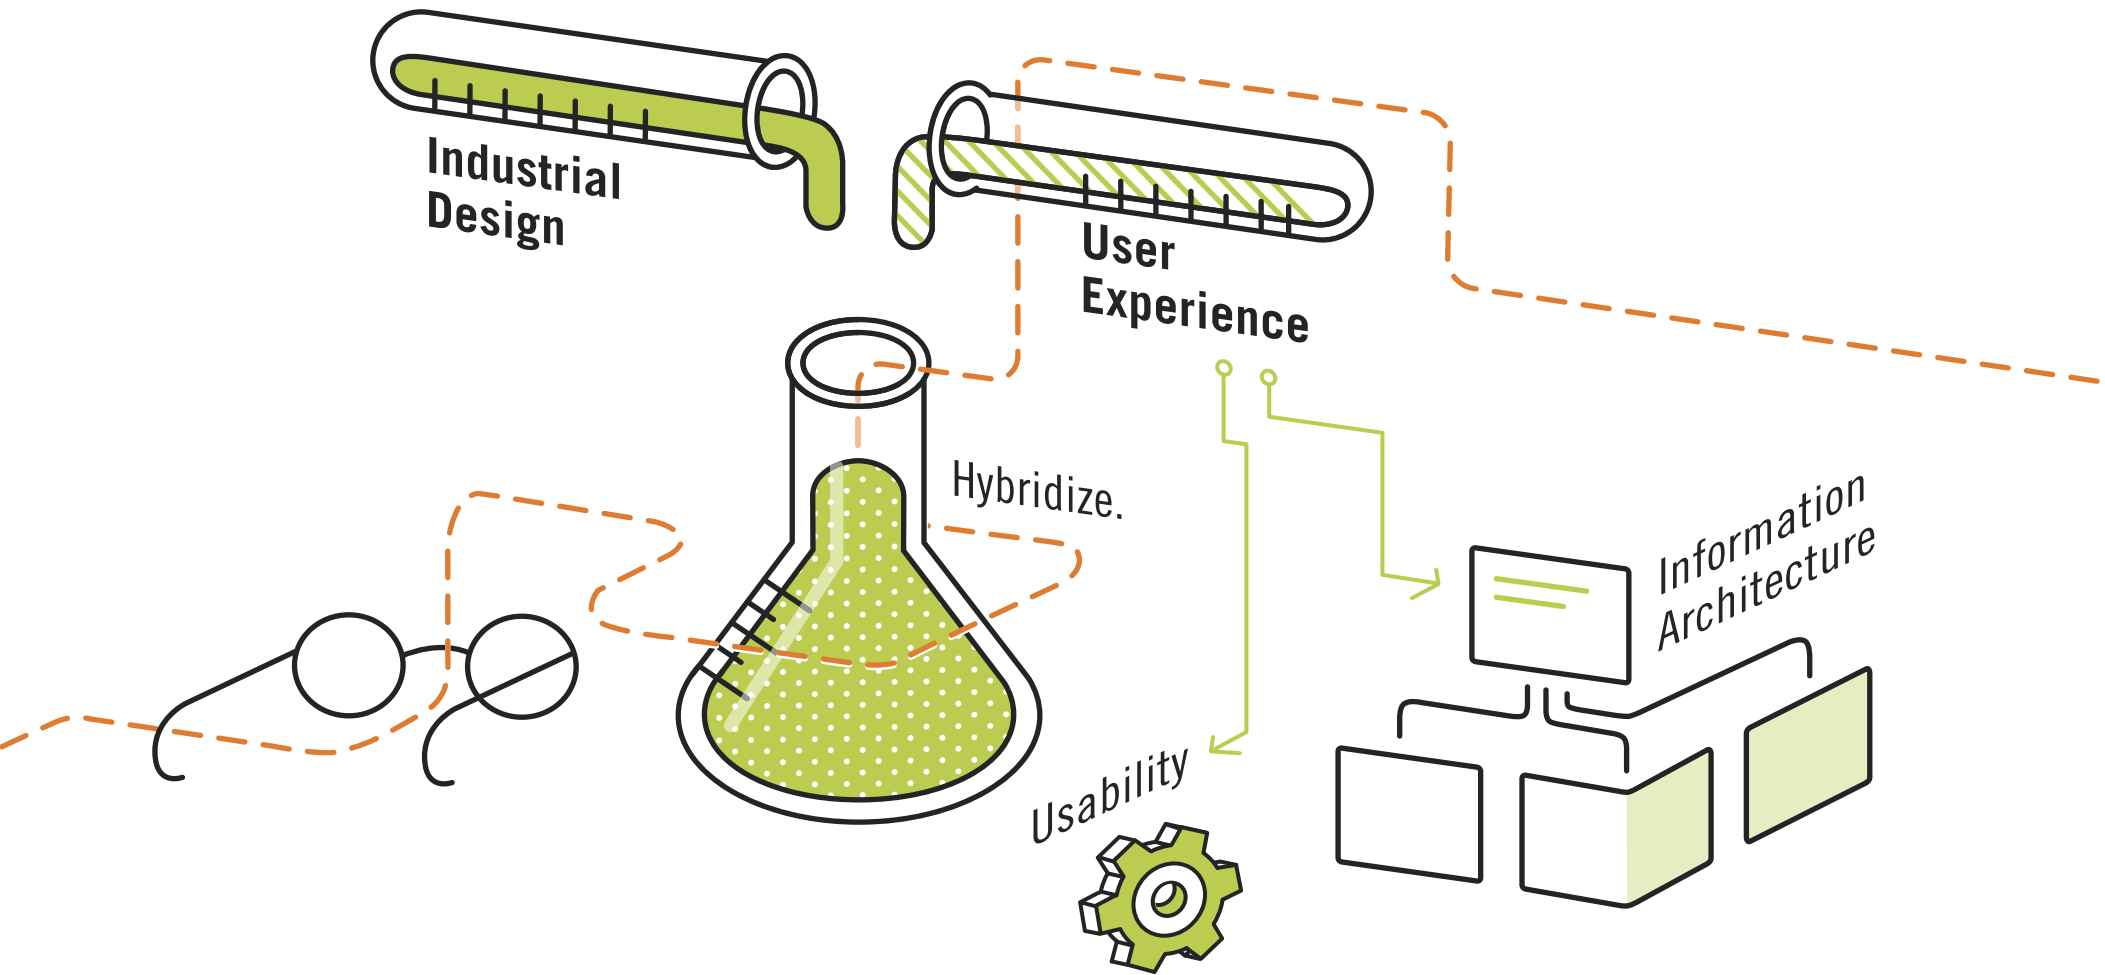 Industrial
Design
User
Experience
Hybridize.
Information
Architecture
Usability